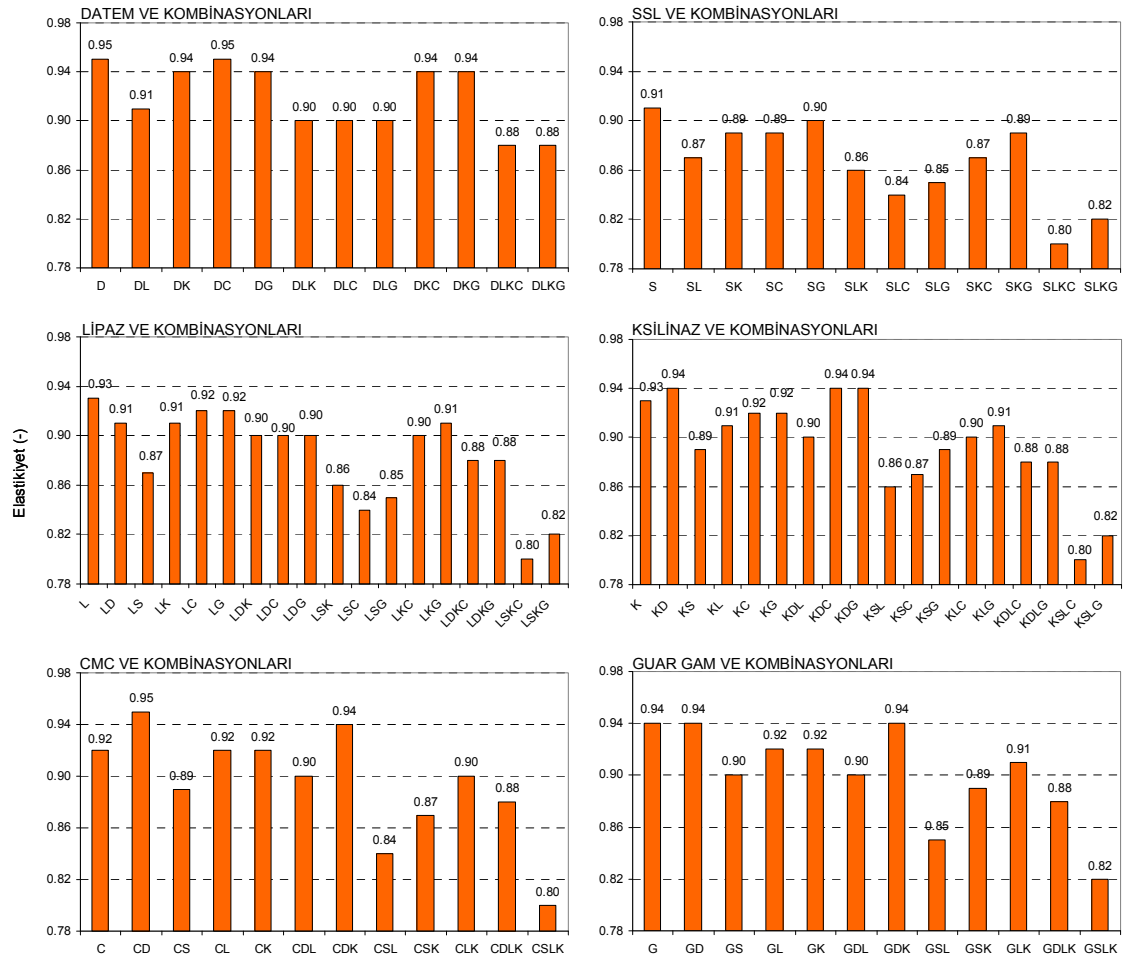 DATEM VE KOMBİNASYONLARI
0.98
0.94
0.90
0.86
0.82
0.78
0.95 0.91 0.94 0.95 0.94 0.90 0.90 0.90 0.94 0.94 0.88 0.88
D DL DK DC DG DLK DLC DLG DKC DKG DLKC DLKG
SSL VE KOMBİNASYONLARI
0.98
0.94
0.90
0.86
0.82
0.78
0.91 0.87 0.89 0.89 0.90 0.86 0.84 0.85 0.87 0.89 0.80 0.82
S SL SK SC SG SLK SLC SLG SKC SKG SLKC SLKG
Elastikiyet (-)
LİPAZ VE KOMBİNASYONLARI
0.98
0.94
0.90
0.86
0.82
0.78
0.93 0.91 0.87 0.91 0.92 0.92 0.90 0.90 0.90 0.86 0.84 0.85 0.90 0.91 0.88 0.88 0.80 0.82
L LD LS LK LC LG LDK LDC LDG LSK LSC LSG LKC LKG LDKC LDKG LSKC LSKG
KSİLİNAZ VE KOMBİNASYONLARI
0.98
0.94
0.90
0.86
0.82
0.78
0.93 0.94 0.89 0.91 0.92 0.92 0.90 0.94 0.94 0.86 0.87 0.89 0.90 0.91 0.88 0.88 0.80 0.82
K KD KS KL KC KG KDL KDC KDG KSL KSC KSG KLC KLG KDLC KDLG KSLC KSLG
CMC VE KOMBİNASYONLARI
0.98
0.94
0.90
0.86
0.82
0.78
0.92 0.95 0.89 0.92 0.92 0.90 0.94 0.84 0.87 0.90 0.88 0.80
C CD CS CL CK CDL CDK CSL CSK CLK CDLK CSLK
GUAR GAM VE KOMBİNASYONLARI
0.98
0.94
0.90
0.86
0.82
0.78
0.94 0.94 0.90 0.92 0.92 0.90 0.94 0.85 0.89 0.91 0.88 0.82
G GD GS GL GK GDL GDK GSL GSK GLK GDLK GSLK